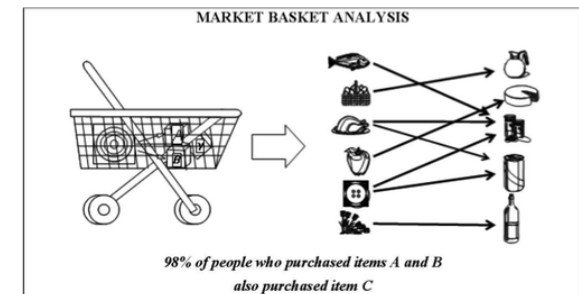 MARKET BASKET ANALYSIS
A
Y
B
98% of people who purchased items A and B
also purchased item C